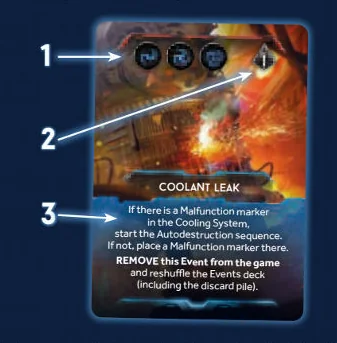 1
2
COOLANT LEAK
3
If there is a Malfunction marker
in the Cooling System,
start the Autodestruction sequence.
If not, place a Malfunction marker there.
REMOVE this Event from the game
and reshuffle the Events deck
(including the discard pile).